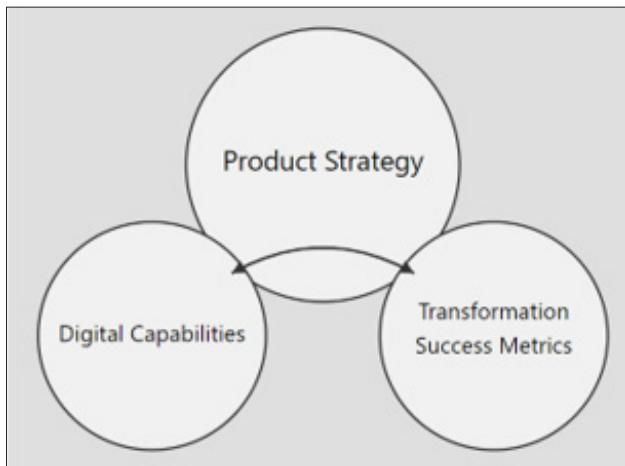 Product Strategy
Digital Capabilities
Transformation
Success Metrics